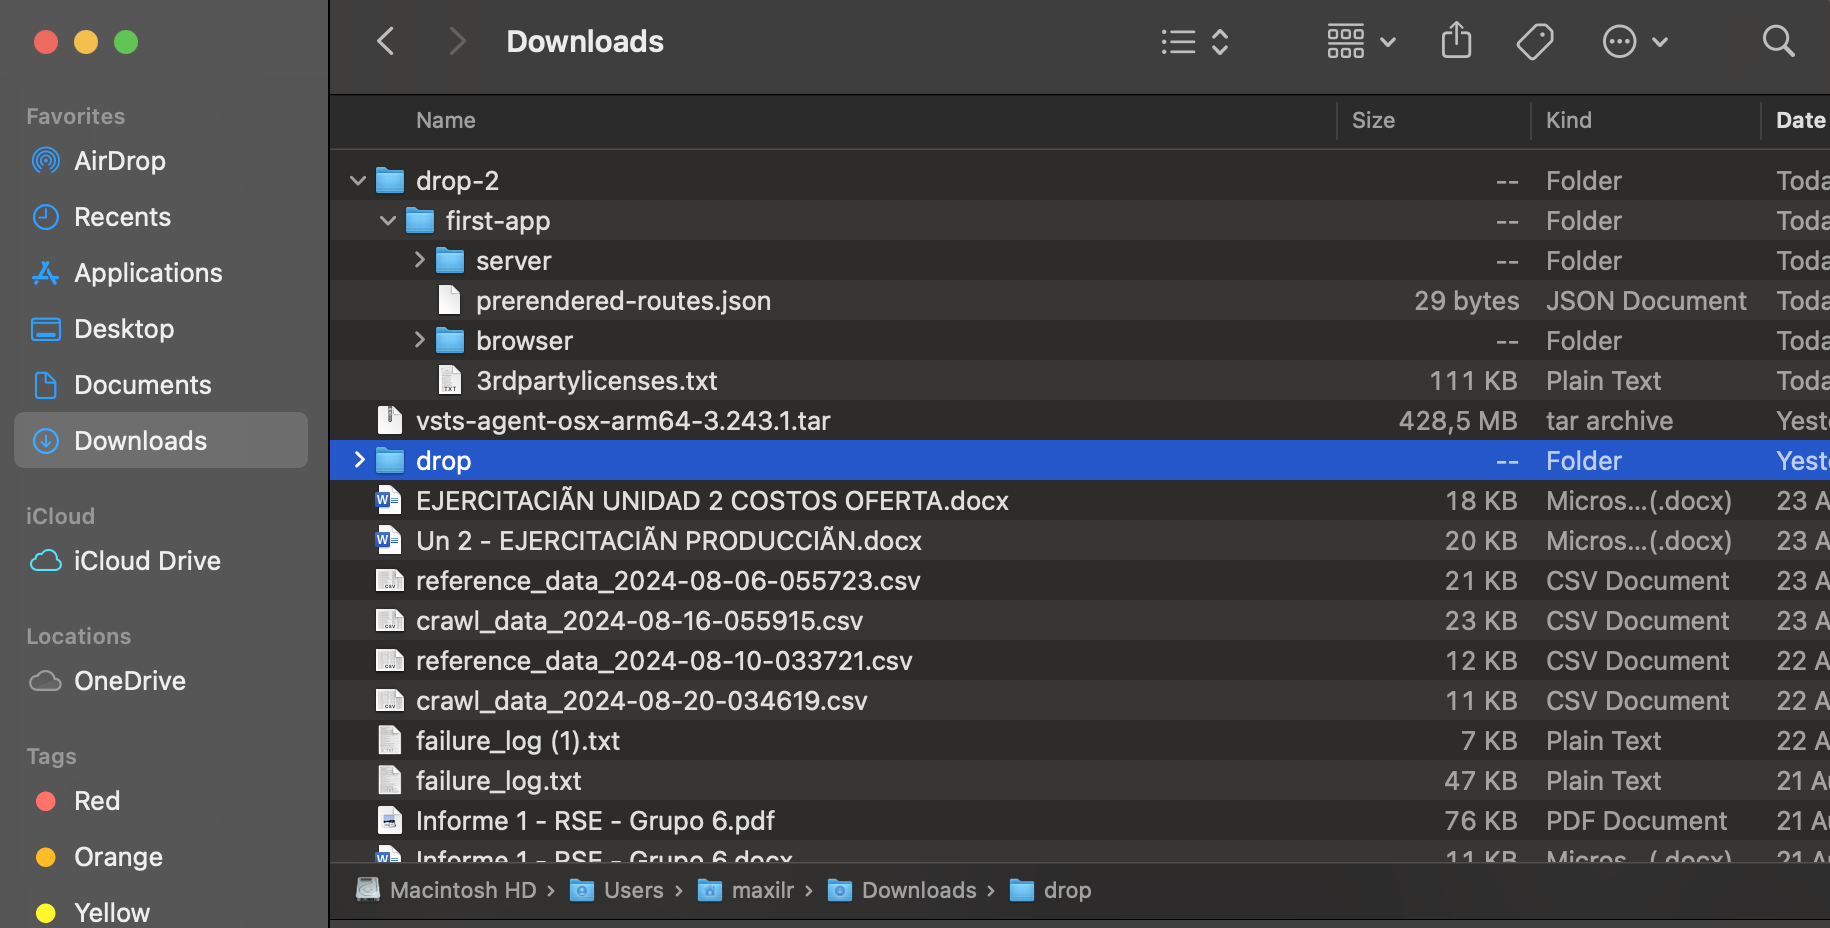 Downloads
Favorites
AirDrop
Recents
Applications
Desktop
Documents
Downloads
iCloud
iCloud Drive
Locations
OneDrive
Tags
Red
Orange
Yellow
Name Size Kind Date
drop-2 -- Folder Toda
first-app -- Folder Toda
server -- Folder Toda
prerendered-routes.json 29 bytes JSON Document Toda
browser -- Folder Toda
3rdpartylicenses.txt 111 KB Plain Text Toda
vsts-agent-osx-arm64-3.243.1.tar 428,5 MB tar archive Yest
drop -- Folder Yest
EJERCITACIÃN UNIDAD 2 COSTOS OFERTA.docx 18 KB Micros...(.docx) 23 A
Un 2 - EJERCITACIÃN PRODUCCIÃN.docx 20 KB Micros...(.docx) 23 A
reference_data_2024-08-06-055723.csv 21 KB CSV Document 23 A
crawl_data_2024-08-16-055915.csv 23 KB CSV Document 23 A
reference_data_2024-08-10-033721.csv 12 KB CSV Document 22 A
crawl_data_2024-08-20-034619.csv 11 KB CSV Document 22 A
failure_log (1).txt 7 KB Plain Text 22 A
failure_log.txt 47 KB Plain Text 21 Au
Informe 1 - RSE - Grupo 6.pdf 76 KB PDF Document 21 Au
Informe 1 - RSE - Grupo 6.docx 11 KB Micros...(.docx) 21 A
Macintosh HD › Users › maxilr › Downloads › drop